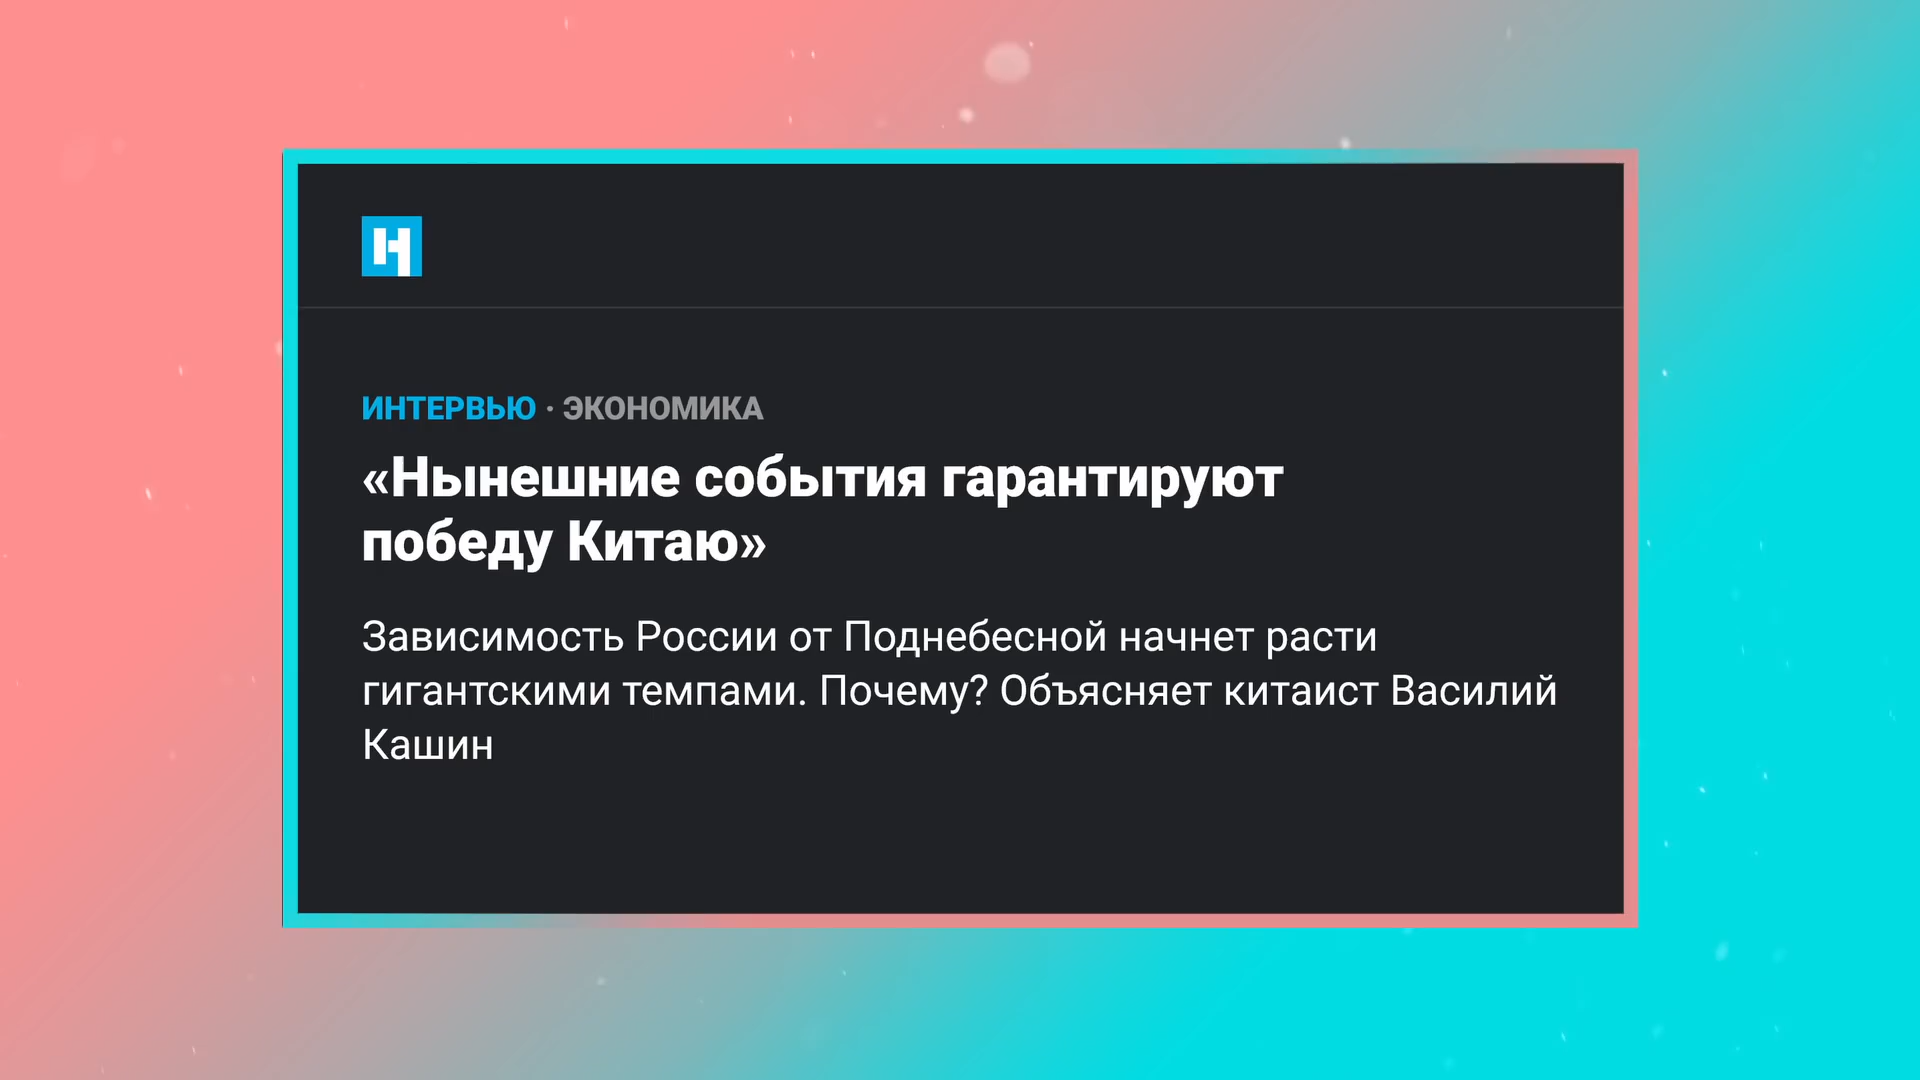 ИНТЕРВЬЮ · ЭКОНОМИКА
«Нынешние события гарантируют
победу Китаю»
Зависимость России от Поднебесной начнет расти
гигантскими темпами. Почему? Объясняет китаист Василий
Кашин